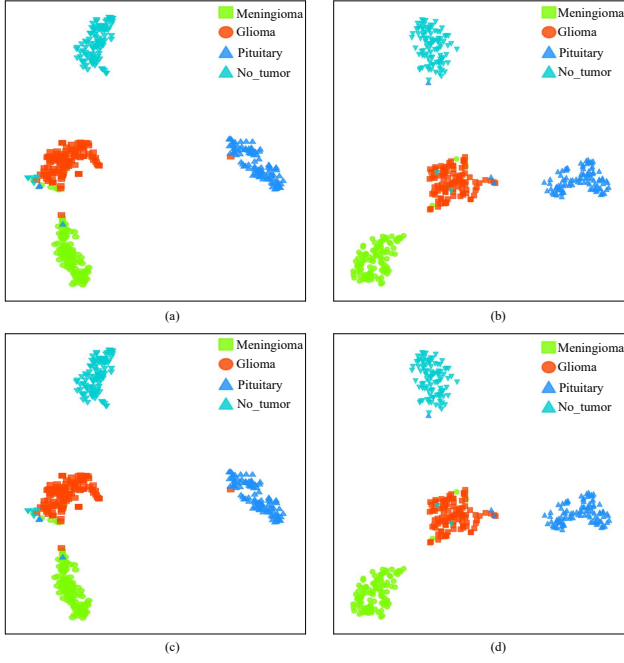 Meningioma
Glioma
Pituitary
No_tumor
(a)
Meningioma
Glioma
Pituitary
No_tumor
(b)
Meningioma
Glioma
Pituitary
No_tumor
(c)
Meningioma
Glioma
Pituitary
No_tumor
(d)